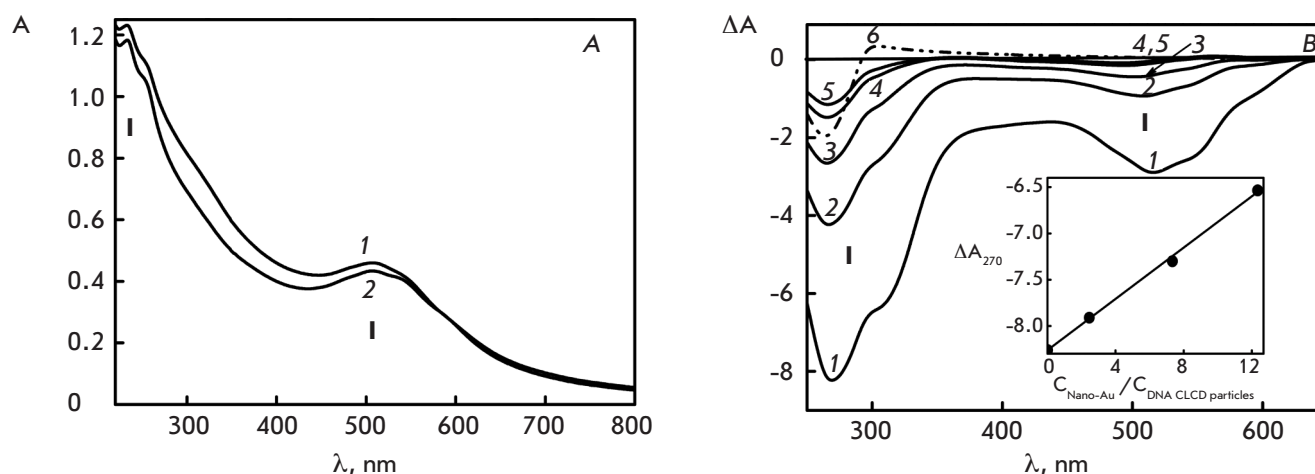 A
A
1.2
1.0
0.8
0.6
0.4
0.2
0
I
1
2
I
300 400 500 600 700 800
λ, nm
ΔA
B
0
-2
-4
-6
-8
6
4,5
3
5
4
2
3
I
1
2
I
1
ΔA270
-6.5
-7.0
-7.5
-8.0
0 4 8 12
CNano-Au / CDNA CLCD particles
300 400 500 600
λ, nm